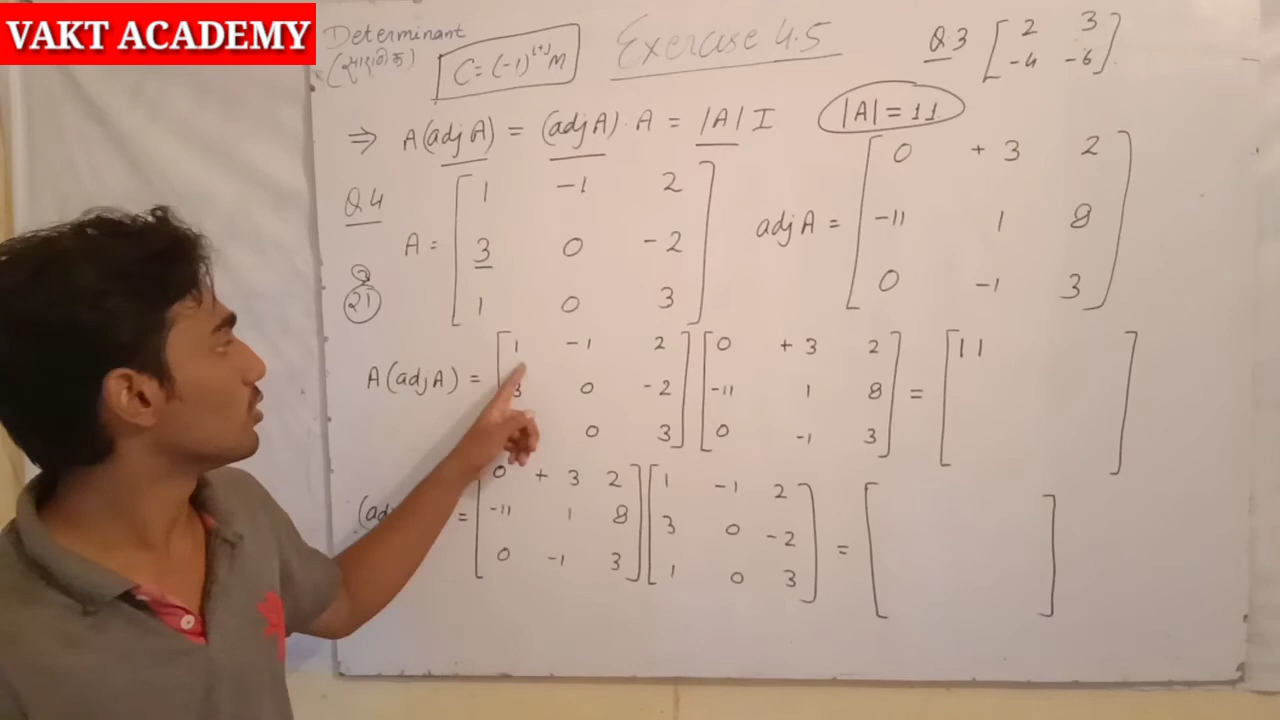 VAKT ACADEMY
Determinant
(सारणिक)
C = (-1)^{i+j} M
Exercise 4.5
Q.3 [ 2 3
-4 -6 ].
⇒ A(adj A) = (adj A) · A = |A| I
|A| = 11
Q.4
A = [ 1 -1 2
3 0 -2
1 0 3 ]
adj A = [ 0 + 3 2
-11 1 8
0 -1 3 ]
A (adj A) = [ 1 -1 2
3 0 -2
0 3 ] [ 0 + 3 2
-11 1 8
0 -1 3 ] = [ 11 ]
(ad = [ 0 + 3 2
-11 1 8
0 -1 3 ] [ 1 -1 2
3 0 -2
1 0 3 ] = [ ]